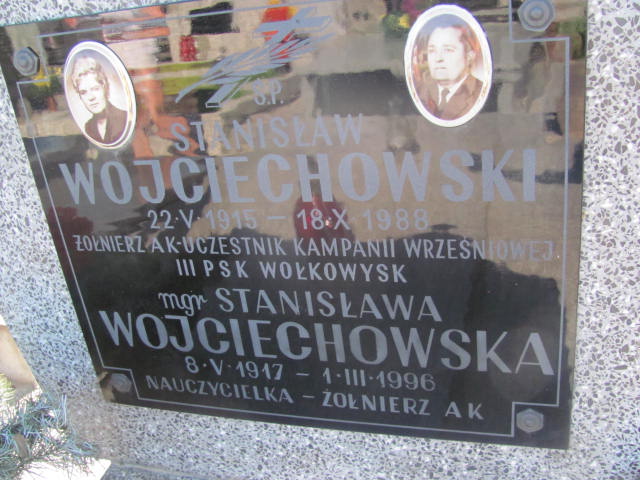 Ś.P.
STANISŁAW
WOJCIECHOWSKI
22·V·1915 – 18·X·1988
ŻOŁNIERZ AK-UCZESTNIK KAMPANII WRZEŚNIOWEJ
III PSK WOŁKOWYSK
mgr STANISŁAWA
WOJCIECHOWSKA
8·V·1917 – 1·III·1996
NAUCZYCIELKA – ŻOŁNIERZ AK